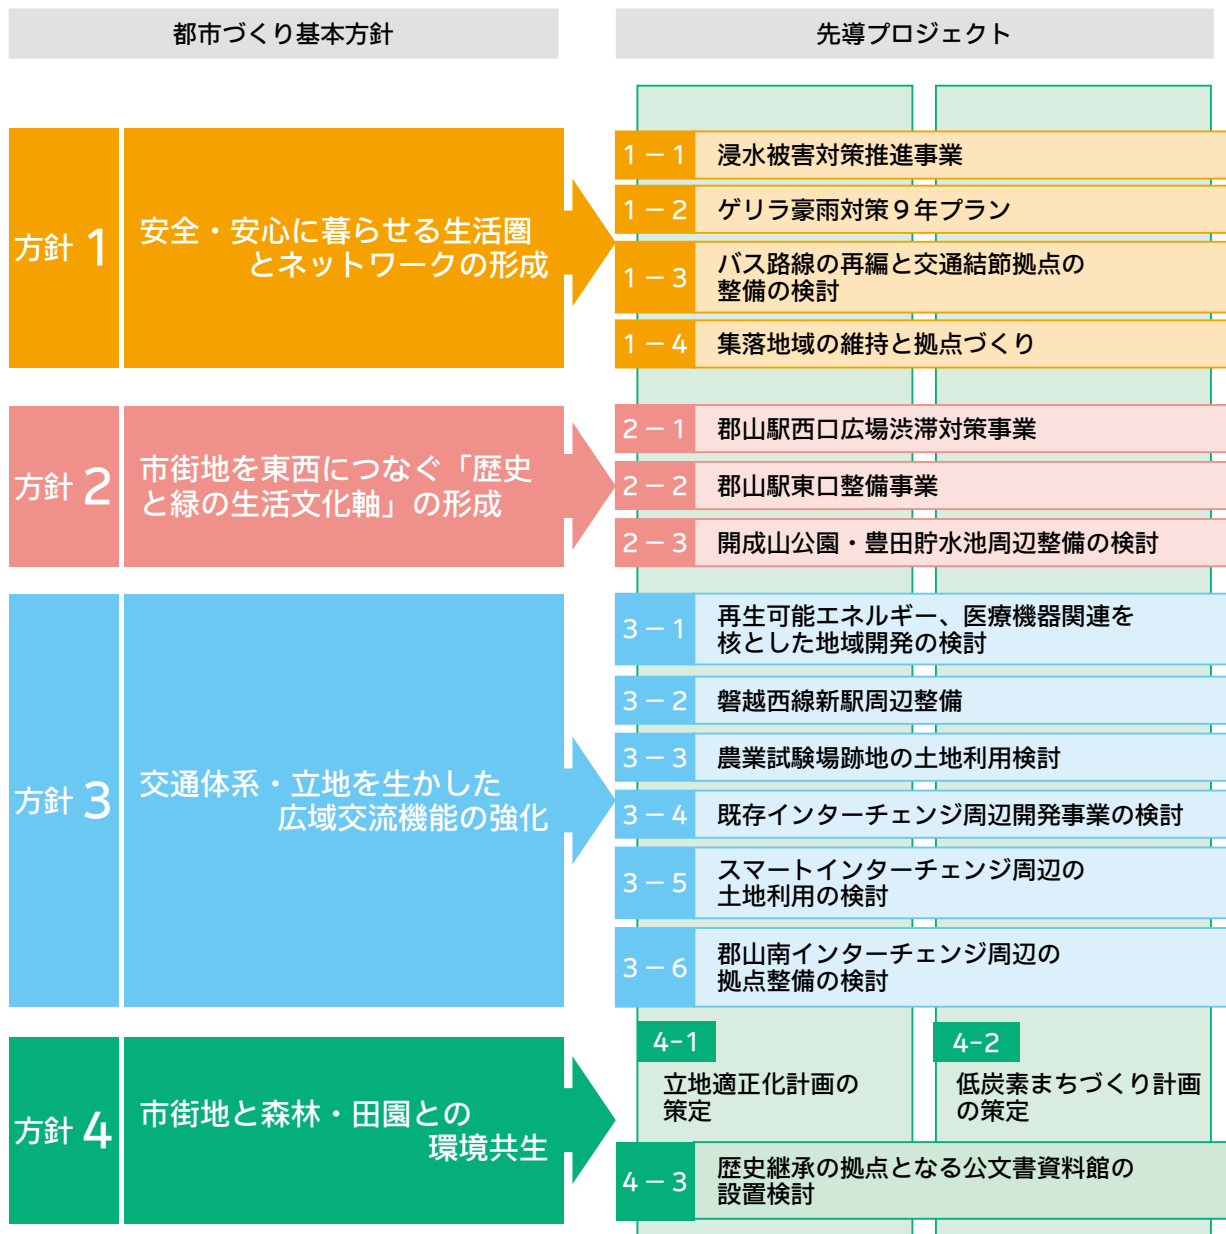 都市づくり基本方針
先導プロジェクト
方針 1
安全・安心に暮らせる生活圏
とネットワークの形成
1－1
浸水被害対策推進事業
1－2
ゲリラ豪雨対策９年プラン
1－3
バス路線の再編と交通結節拠点の
整備の検討
1－4
集落地域の維持と拠点づくり
方針 2
市街地を東西につなぐ「歴史
と緑の生活文化軸」の形成
2－1
郡山駅西口広場渋滞対策事業
2－2
郡山駅東口整備事業
2－3
開成山公園・豊田貯水池周辺整備の検討
方針 3
交通体系・立地を生かした
広域交流機能の強化
3－1
再生可能エネルギー、医療機器関連を
核とした地域開発の検討
3－2
磐越西線新駅周辺整備
3－3
農業試験場跡地の土地利用検討
3－4
既存インターチェンジ周辺開発事業の検討
3－5
スマートインターチェンジ周辺の
土地利用の検討
3－6
郡山南インターチェンジ周辺の
拠点整備の検討
方針 4
市街地と森林・田園との
環境共生
4-1
立地適正化計画の
策定
4-2
低炭素まちづくり計画
の策定
4－3
歴史継承の拠点となる公文書資料館の
設置検討